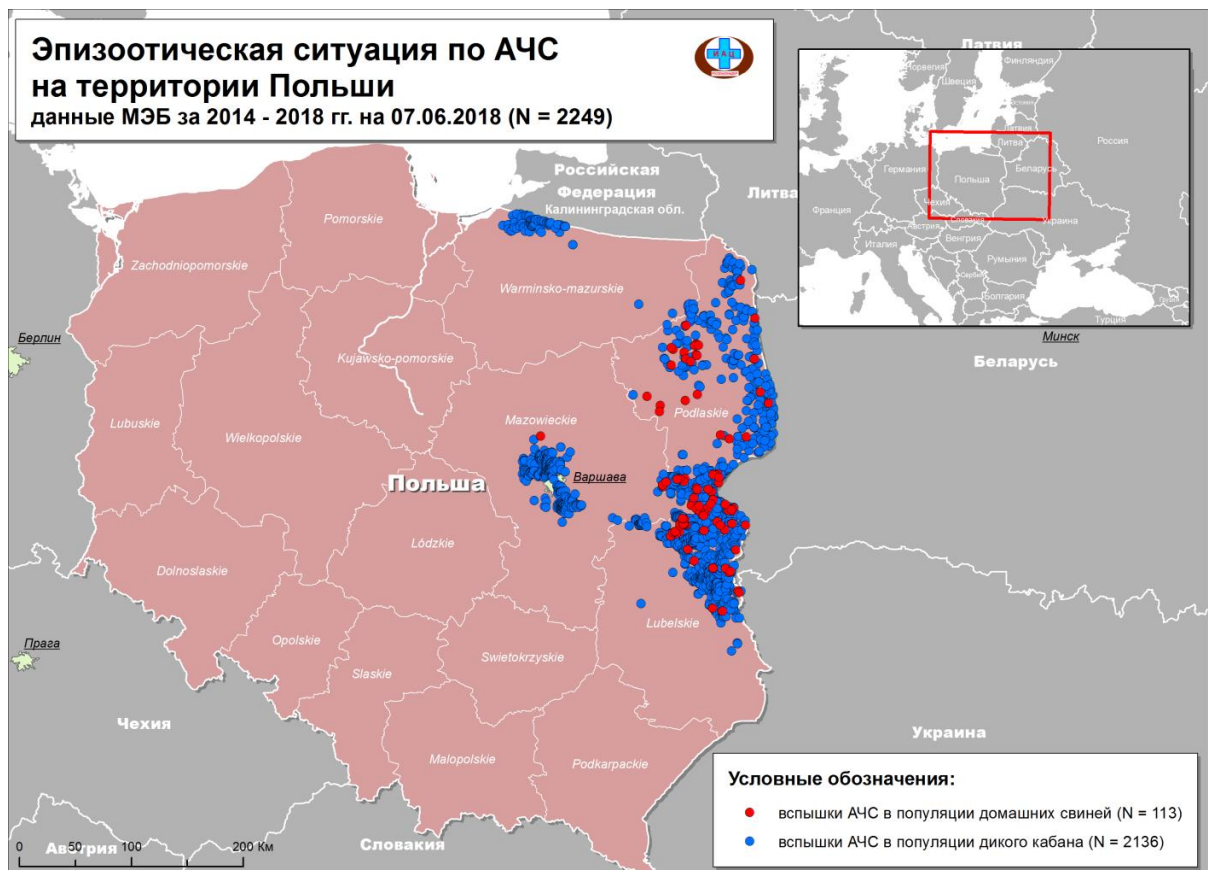 Эпизоотическая ситуация по АЧС
на территории Польши
данные МЭБ за 2014 - 2018 гг. на 07.06.2018 (N = 2249)
ИАЦ
Латвия
Норвегия
Швеция
Финляндия
Латвия
Литва
Россия
Германия
Польша
Беларусь
Чехия
Словакия
Украина
Франция
Австрия
Венгрия
Италия
Румыния
Сербия
Болгария
Турция
Российская
Федерация
Калининградская обл.
Литва
Минск
Беларусь
Pomorskie
Zachodniopomorskie
Warminsko-mazurskie
Берлин
Kujawsko-pomorskie
Lubuskie
Wielkopolskie
Mazowieckie
Podlaskie
Польша
Варшава
Lódzkie
Dolnoslaskie
Lubelskie
Opolskie
Swietokrzyskie
Прага
Slaskie
Чехия
Malopolskie
Podkarpackie
Украина
Словакия
Австрия
0 50 100 200 Км
Условные обозначения:
вспышки АЧС в популяции домашних свиней (N = 113)
вспышки АЧС в популяции дикого кабана (N = 2136)